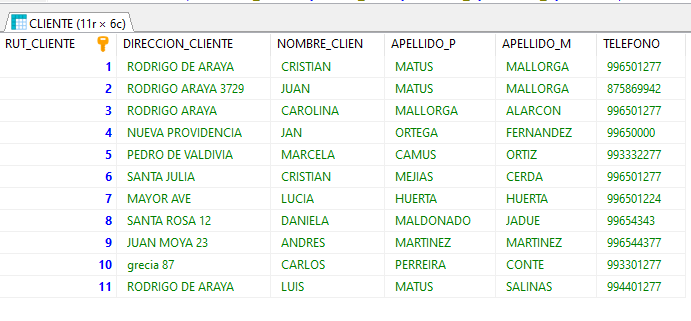 CLIENTE (11r × 6c)
RUT_CLIENTE DIRECCION_CLIENTE NOMBRE_CLIEN APELLIDO_P APELLIDO_M TELEFONO
1 RODRIGO DE ARAYA CRISTIAN MATUS MALLORGA 996501277
2 RODRIGO ARAYA 3729 JUAN MATUS MALLORGA 875869942
3 RODRIGO ARAYA CAROLINA MALLORGA ALARCON 996501277
4 NUEVA PROVIDENCIA JAN ORTEGA FERNANDEZ 99650000
5 PEDRO DE VALDIVIA MARCELA CAMUS ORTIZ 993332277
6 SANTA JULIA CRISTIAN MEJIAS CERDA 996501277
7 MAYOR AVE LUCIA HUERTA HUERTA 996501224
8 SANTA ROSA 12 DANIELA MALDONADO JADUE 99654343
9 JUAN MOYA 23 ANDRES MARTINEZ MARTINEZ 996544377
10 grecia 87 CARLOS PERREIRA CONTE 993301277
11 RODRIGO DE ARAYA LUIS MATUS SALINAS 994401277